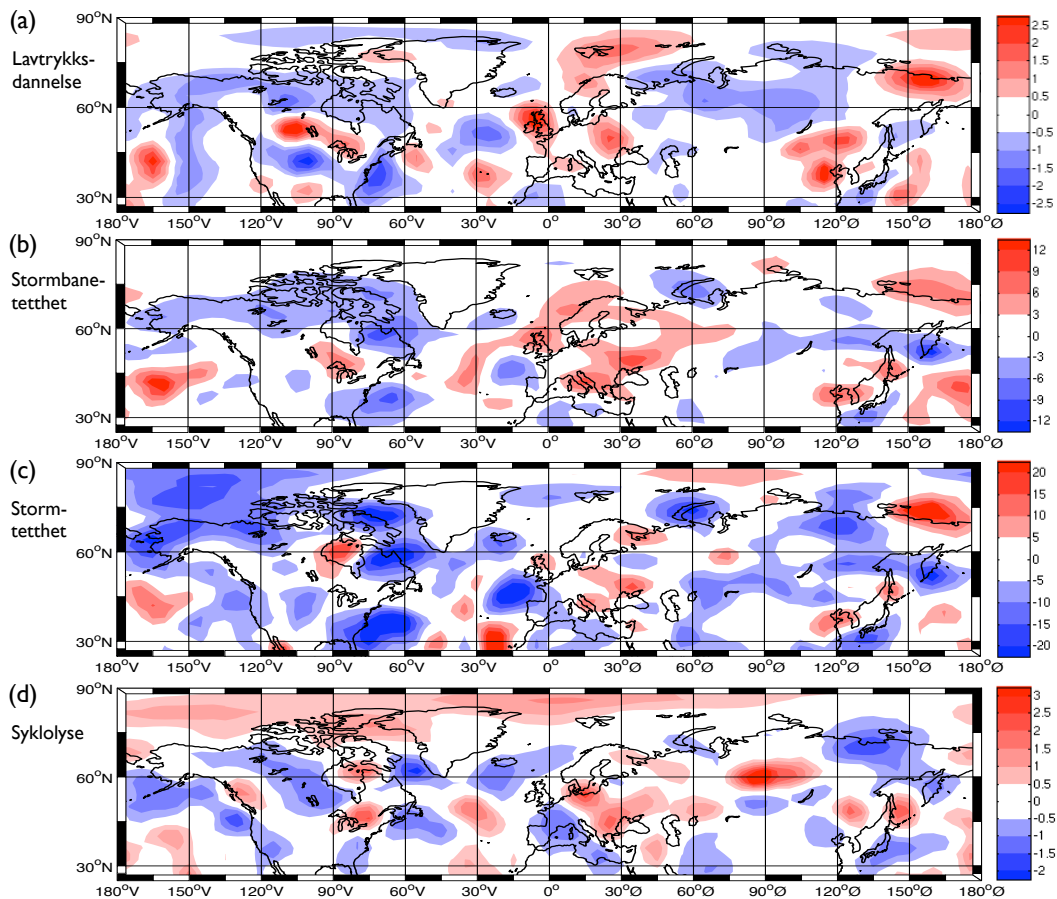 (a)
Lavtrykks-
dannelse
90°N
60°N
30°N
180°V 150°V 120°V 90°V 60°V 30°V 0° 30°Ø 60°Ø 90°Ø 120°Ø 150°Ø 180°Ø
2.5
2
1.5
1
0.5
0
-0.5
-1
-1.5
-2
-2.5
(b)
Stormbane-
tetthet
90°N
60°N
30°N
180°V 150°V 120°V 90°V 60°V 30°V 0° 30°Ø 60°Ø 90°Ø 120°Ø 150°Ø 180°Ø
12
9
6
3
0
-3
-6
-9
-12
(c)
Storm-
tetthet
90°N
60°N
30°N
180°V 150°V 120°V 90°V 60°V 30°V 0° 30°Ø 60°Ø 90°Ø 120°Ø 150°Ø 180°Ø
20
15
10
5
0
-5
-10
-15
-20
(d)
Syklolyse
90°N
60°N
30°N
180°V 150°V 120°V 90°V 60°V 30°V 0° 30°Ø 60°Ø 90°Ø 120°Ø 150°Ø 180°Ø
3
2.5
2
1.5
1
0.5
0
-0.5
-1
-1.5
-2